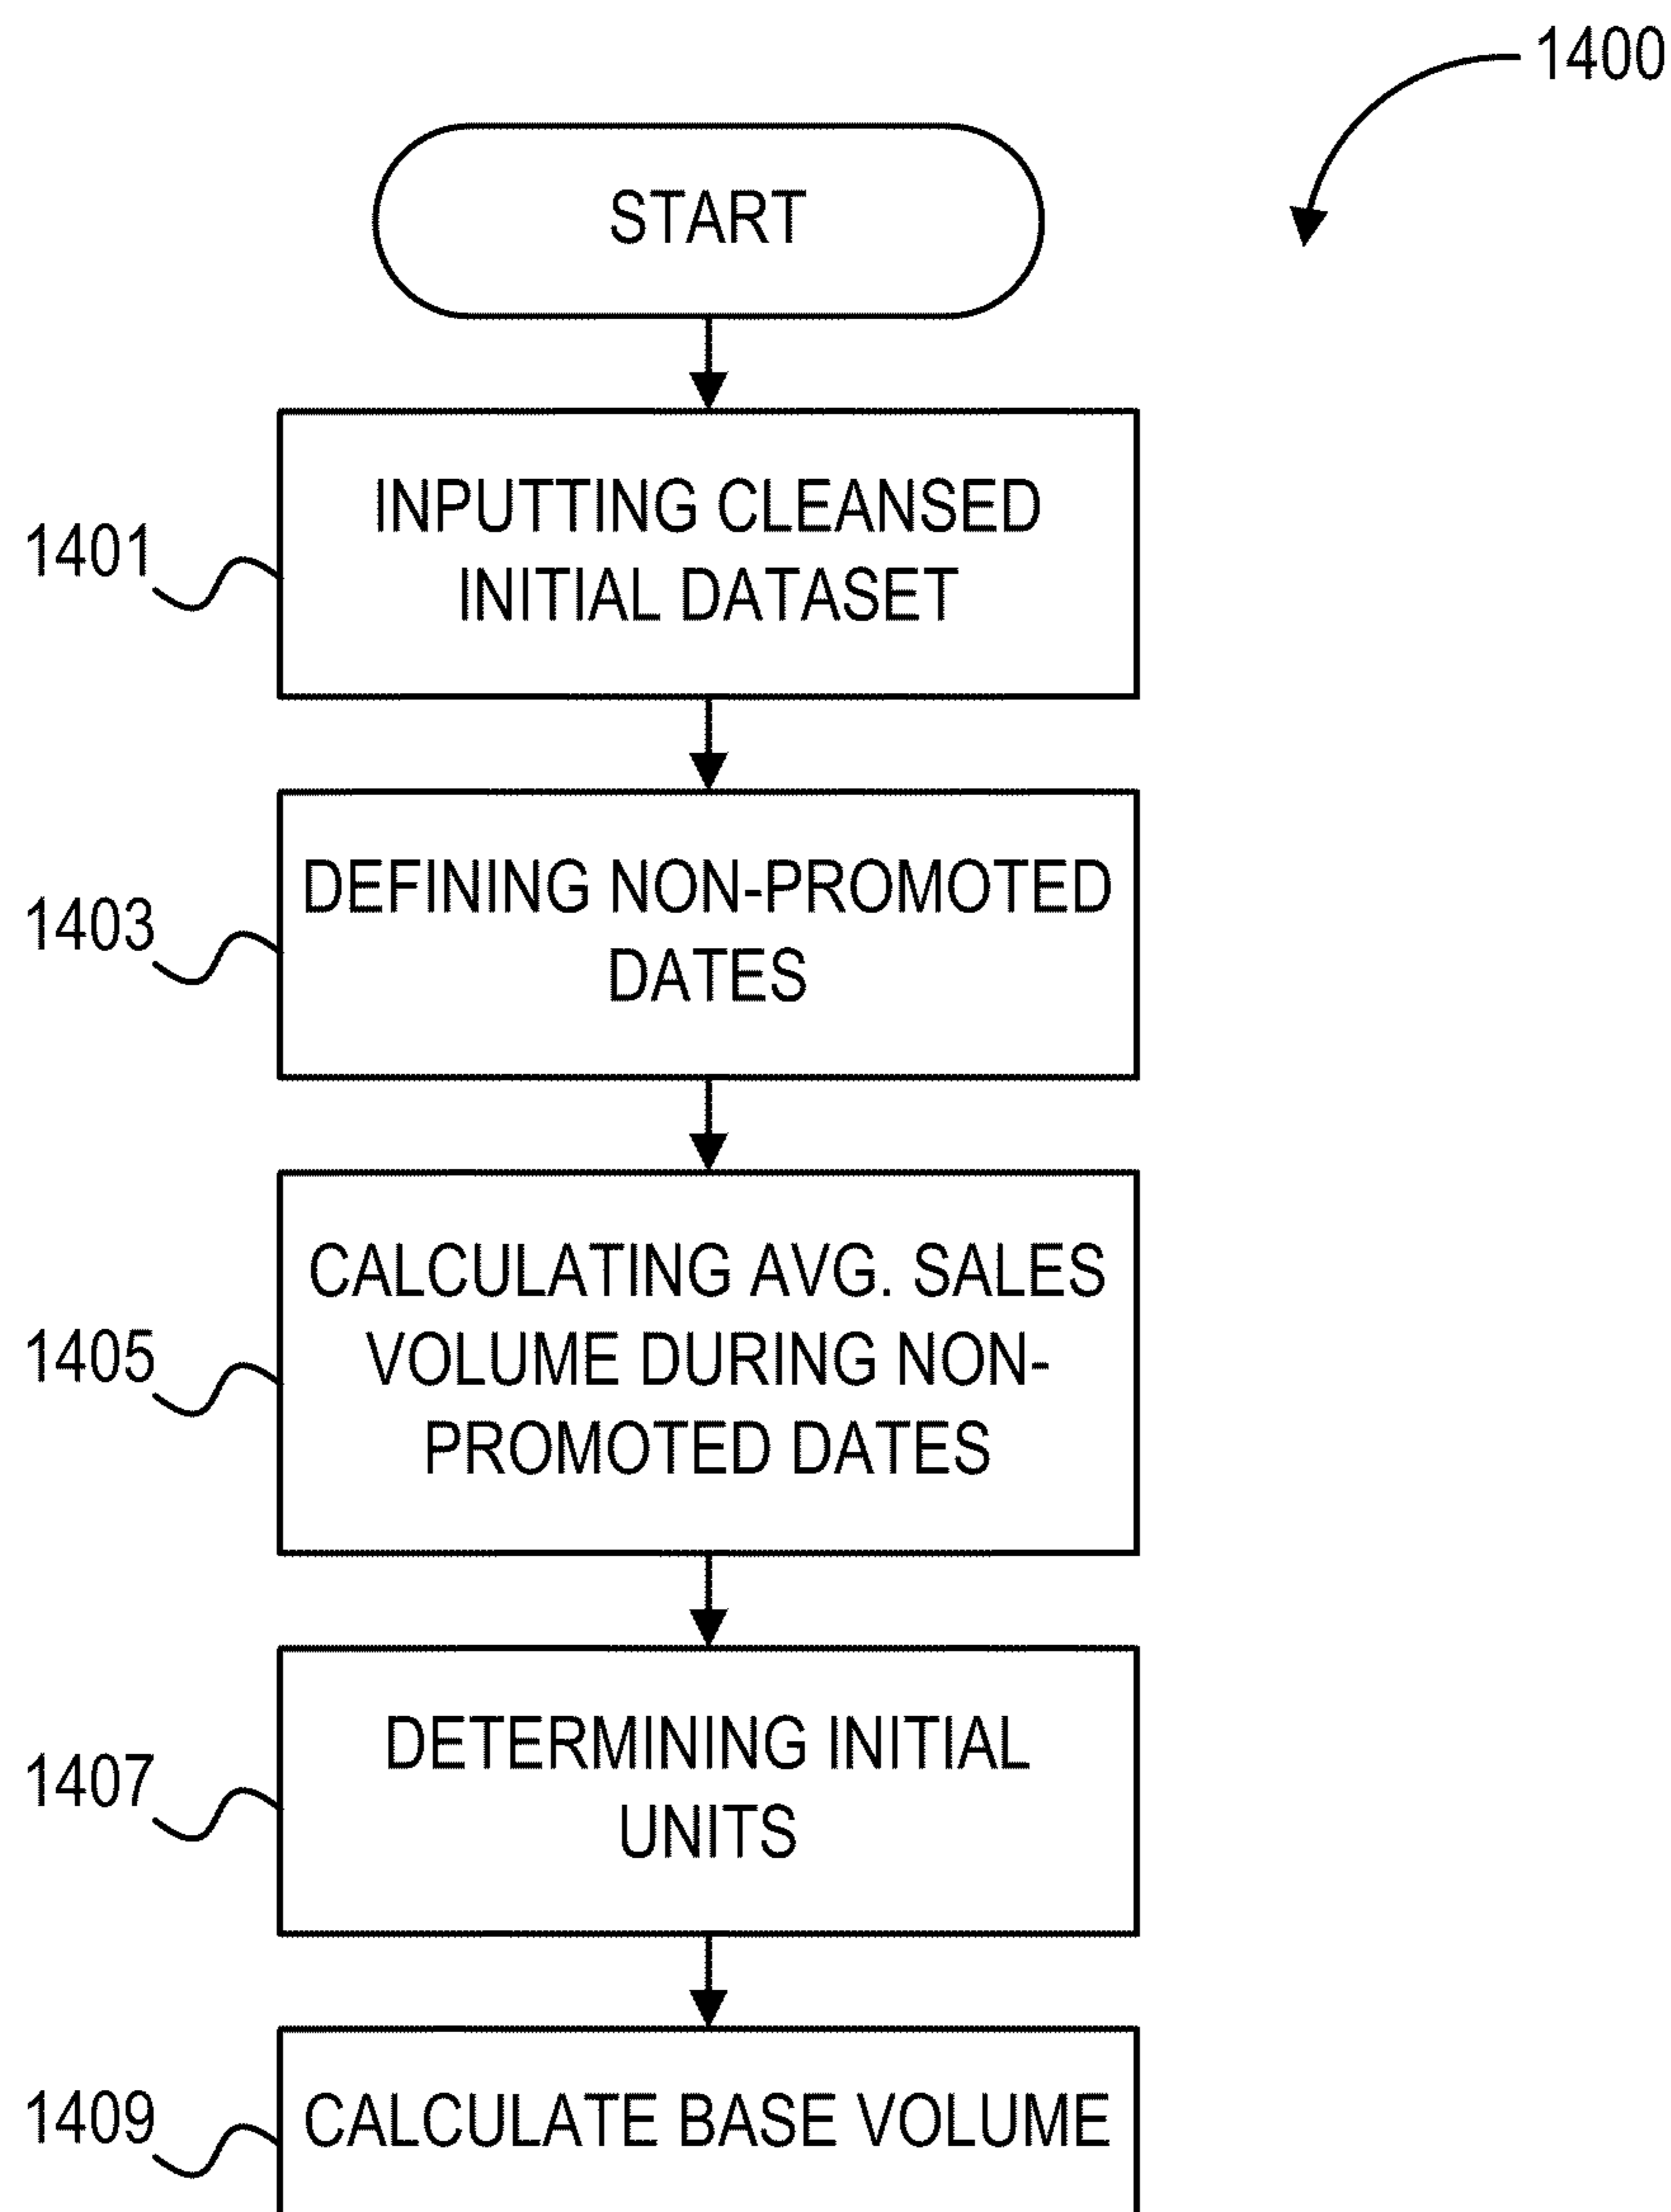 1400
START
1401
INPUTTING CLEANSED
INITIAL DATASET
1403
DEFINING NON-PROMOTED
DATES
1405
CALCULATING AVG. SALES
VOLUME DURING NON-
PROMOTED DATES
1407
DETERMINING INITIAL
UNITS
1409
CALCULATE BASE VOLUME